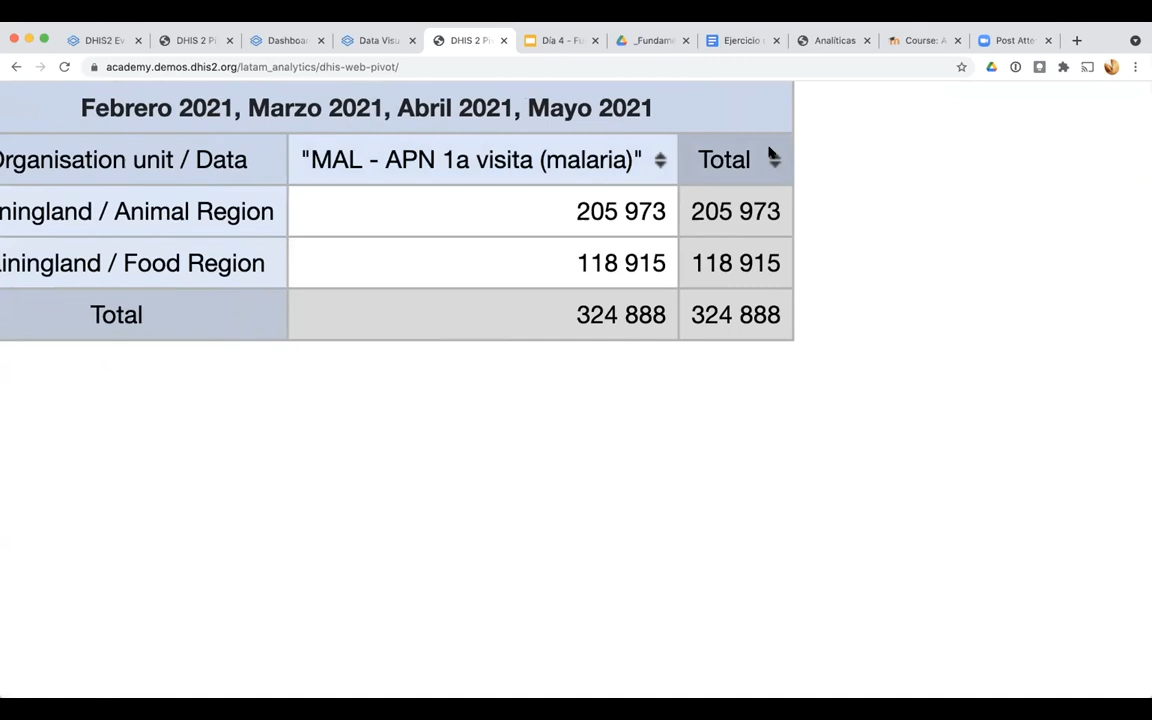 DHIS2 Ev
DHIS 2 Pi
Dashboar
Data Visu
DHIS 2 Pi
Día 4 - Fu
_Fundam
Ejercicio
Analíticas
Course: A
Post Atte
academy.demos.dhis2.org/latam_analytics/dhis-web-pivot/
Febrero 2021, Marzo 2021, Abril 2021, Mayo 2021
Organisation unit / Data
"MAL - APN 1a visita (malaria)"
Total
ningland / Animal Region
205 973
205 973
iningland / Food Region
118 915
118 915
Total
324 888
324 888